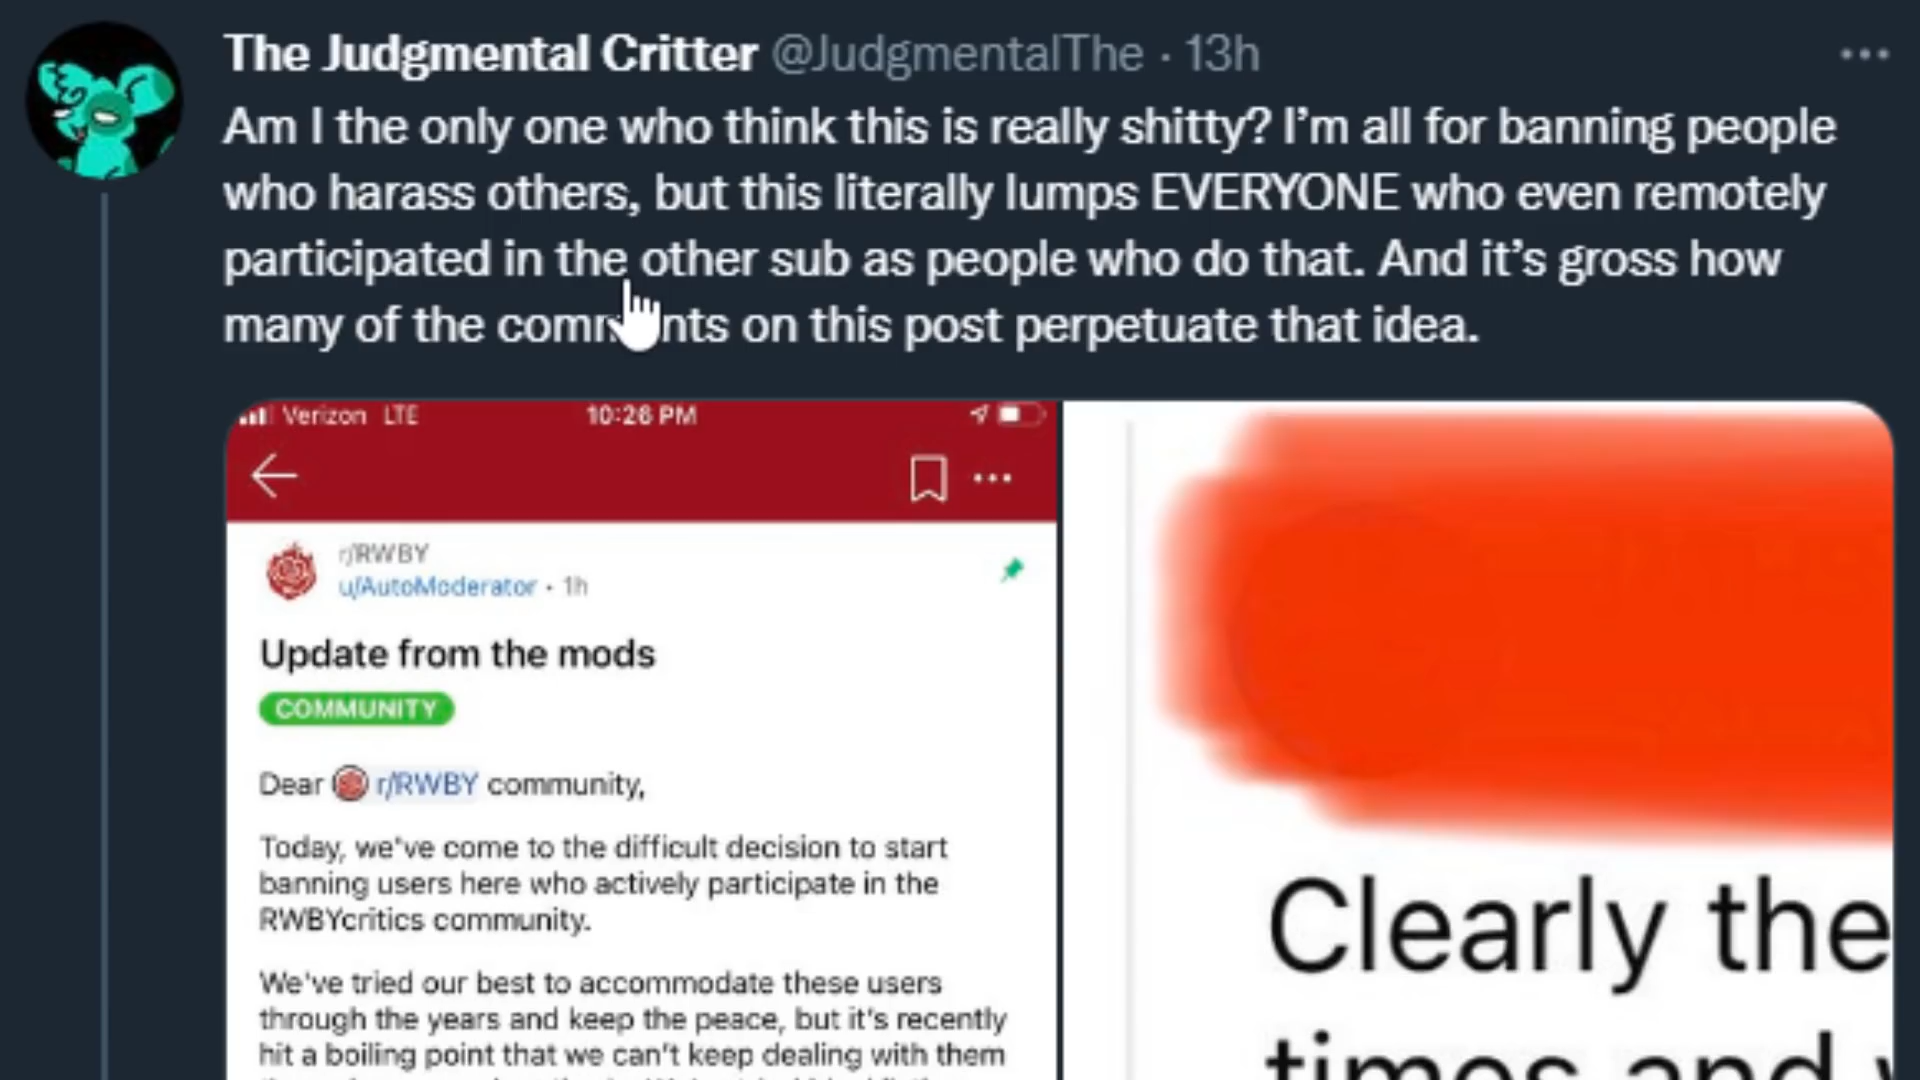 The Judgmental Critter @JudgmentalThe · 13h
Am I the only one who think this is really shitty? I'm all for banning people
who harass others, but this literally lumps EVERYONE who even remotely
participated in the other sub as people who do that. And it's gross how
many of the comments on this post perpetuate that idea.
Verizon LTE 10:26 PM
r/RWBY
u/AutoModerator · 1h
Update from the mods
COMMUNITY
Dear r/RWBY community,
Today, we've come to the difficult decision to start
banning users here who actively participate in the
RWBYcritics community.
We've tried our best to accommodate these users
through the years and keep the peace, but it's recently
hit a boiling point that we can't keep dealing with them
Clearly the
times and